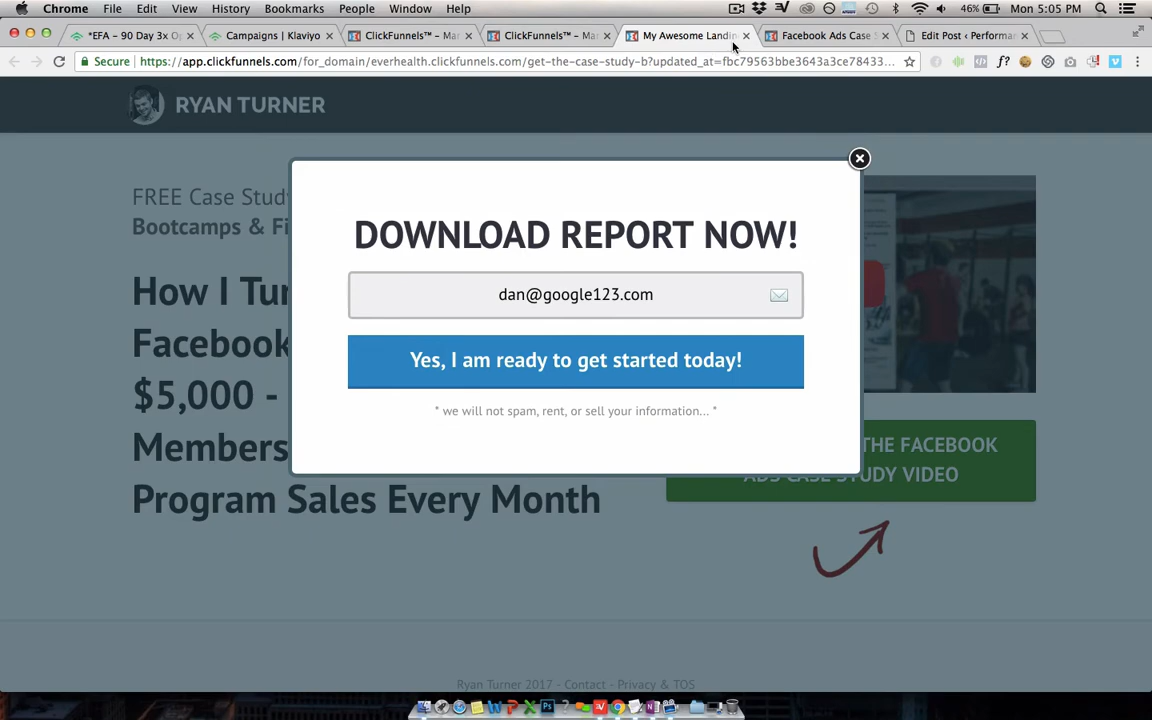 Chrome File Edit View History Bookmarks People Window Help 46% Mon 5:05 PM
*EFA – 90 Day 3x Op
Campaigns | Klaviyo
ClickFunnels™ – Mar
ClickFunnels™ – Mar
My Awesome Landin
Facebook Ads Case S
Edit Post ‹ Performan
Secure https://app.clickfunnels.com/for_domain/everhealth.clickfunnels.com/get-the-case-study-b?updated_at=fbc79563bbe3643a3ce78433...
RYAN TURNER
FREE Case Stud
Bootcamps & Fi
How I Tur
Facebook
$5,000 -
Members
Program Sales Every Month
DOWNLOAD REPORT NOW!
dan@google123.com
Yes, I am ready to get started today!
* we will not spam, rent, or sell your information... *
THE FACEBOOK
ADS CASE STUDY VIDEO
Ryan Turner 2017 - Contact - Privacy & TOS